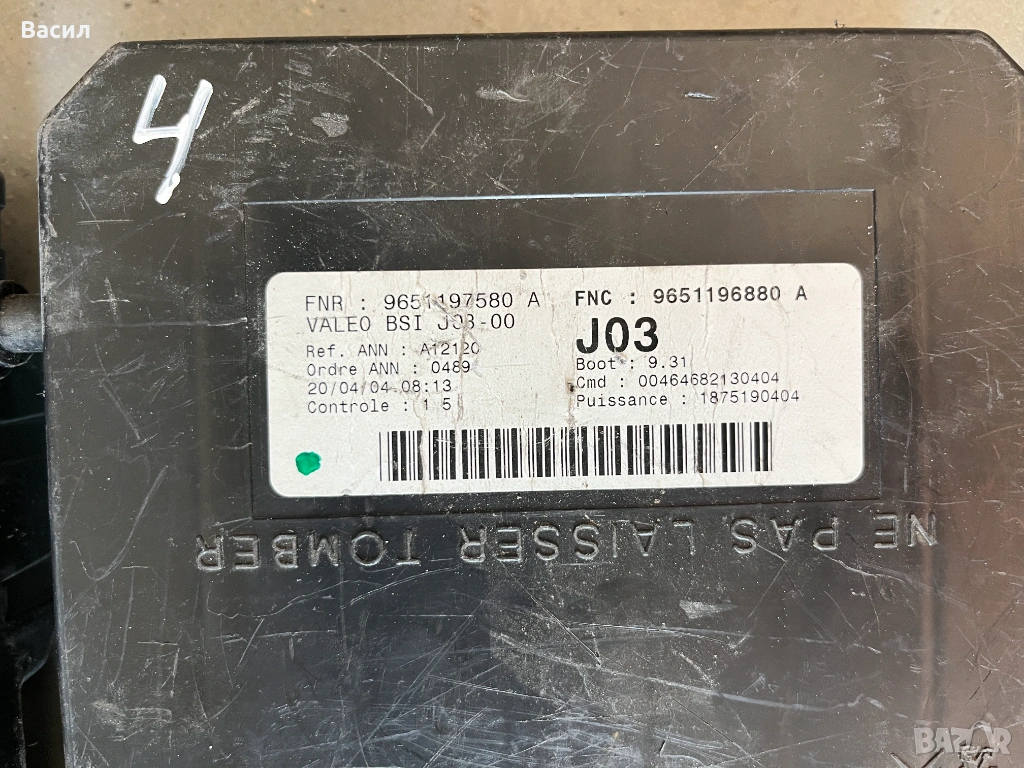 Васил
4
FNR : 9651197580 A FNC : 9651196880 A
VALEO BSI J03-00 J03
Ref. ANN : A12120 Boot : 9.31
Ordre ANN : 0489 Cmd : 00464682130404
20/04/04 08:13 Puissance : 1875190404
Controle : 1 5
NE PAS LAISSER TOMBER
BAZAR